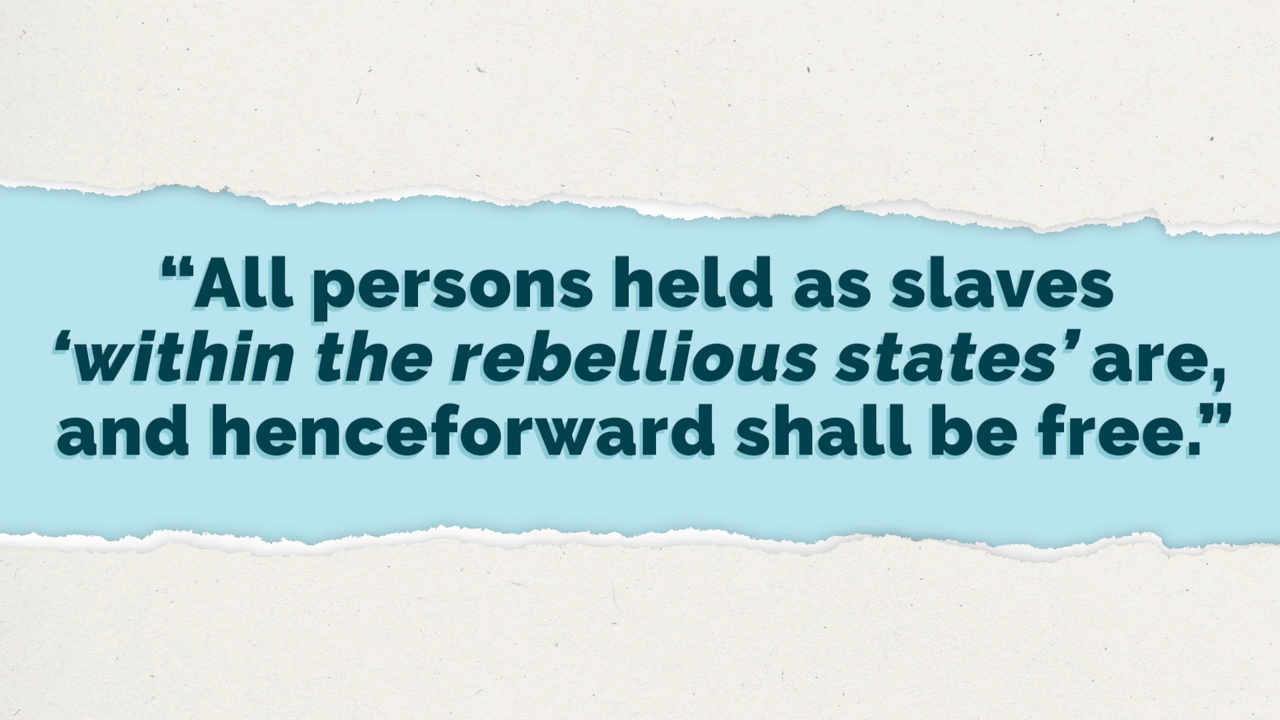 “All persons held as slaves
‘within the rebellious states’ are,
and henceforward shall be free.”